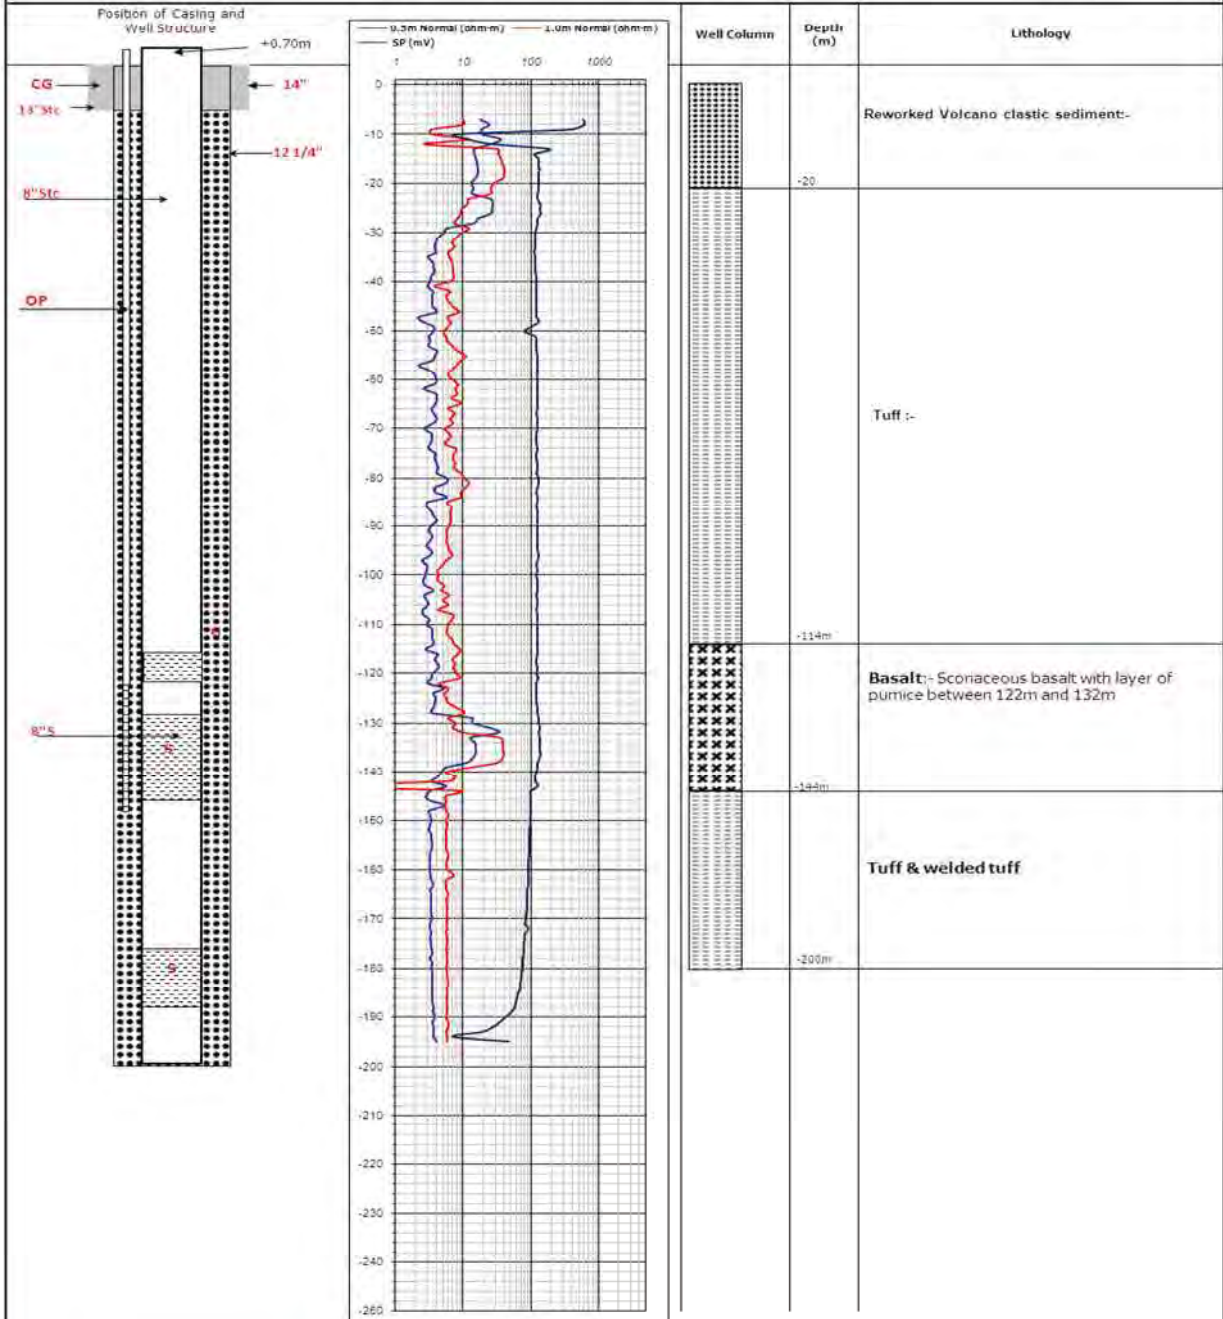 Position of Casing and
Well Structure
+0.70m
CG
14"
13"Stc
12 1/4"
8"Stc
OP
8"S
S
S
0.5m Normal (ohm-m) 1.0m Normal (ohm-m)
SP (mV)
1 10 100 1000
0
-10
-20
-30
-40
-50
-60
-70
-80
-90
-100
-110
-120
-130
-140
-150
-160
-170
-180
-190
-200
-210
-220
-230
-240
-250
-260
Well Column
Depth
(m)
Lithology
Reworked Volcano clastic sediment:-
-20
Tuff :-
-114m
Basalt:- Scoriaceous basalt with layer of
pumice between 122m and 132m
-144m
Tuff & welded tuff
-200m